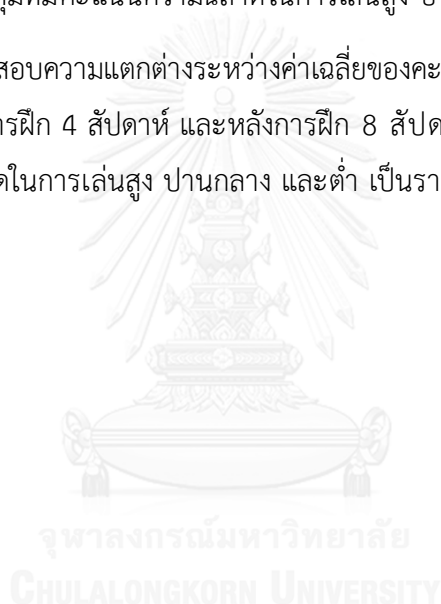 สอบความแตกต่างระหว่างค่าเฉลี่ยของคะ
ารฝึก 4 สัปดาห์ และหลังการฝึก 8 สัปด
ดในการเล่นสูง ปานกลาง และต่ำ เป็นรา
จุฬาลงกรณ์มหาวิทยาลัย
CHULALONGKORN UNIVERSITY